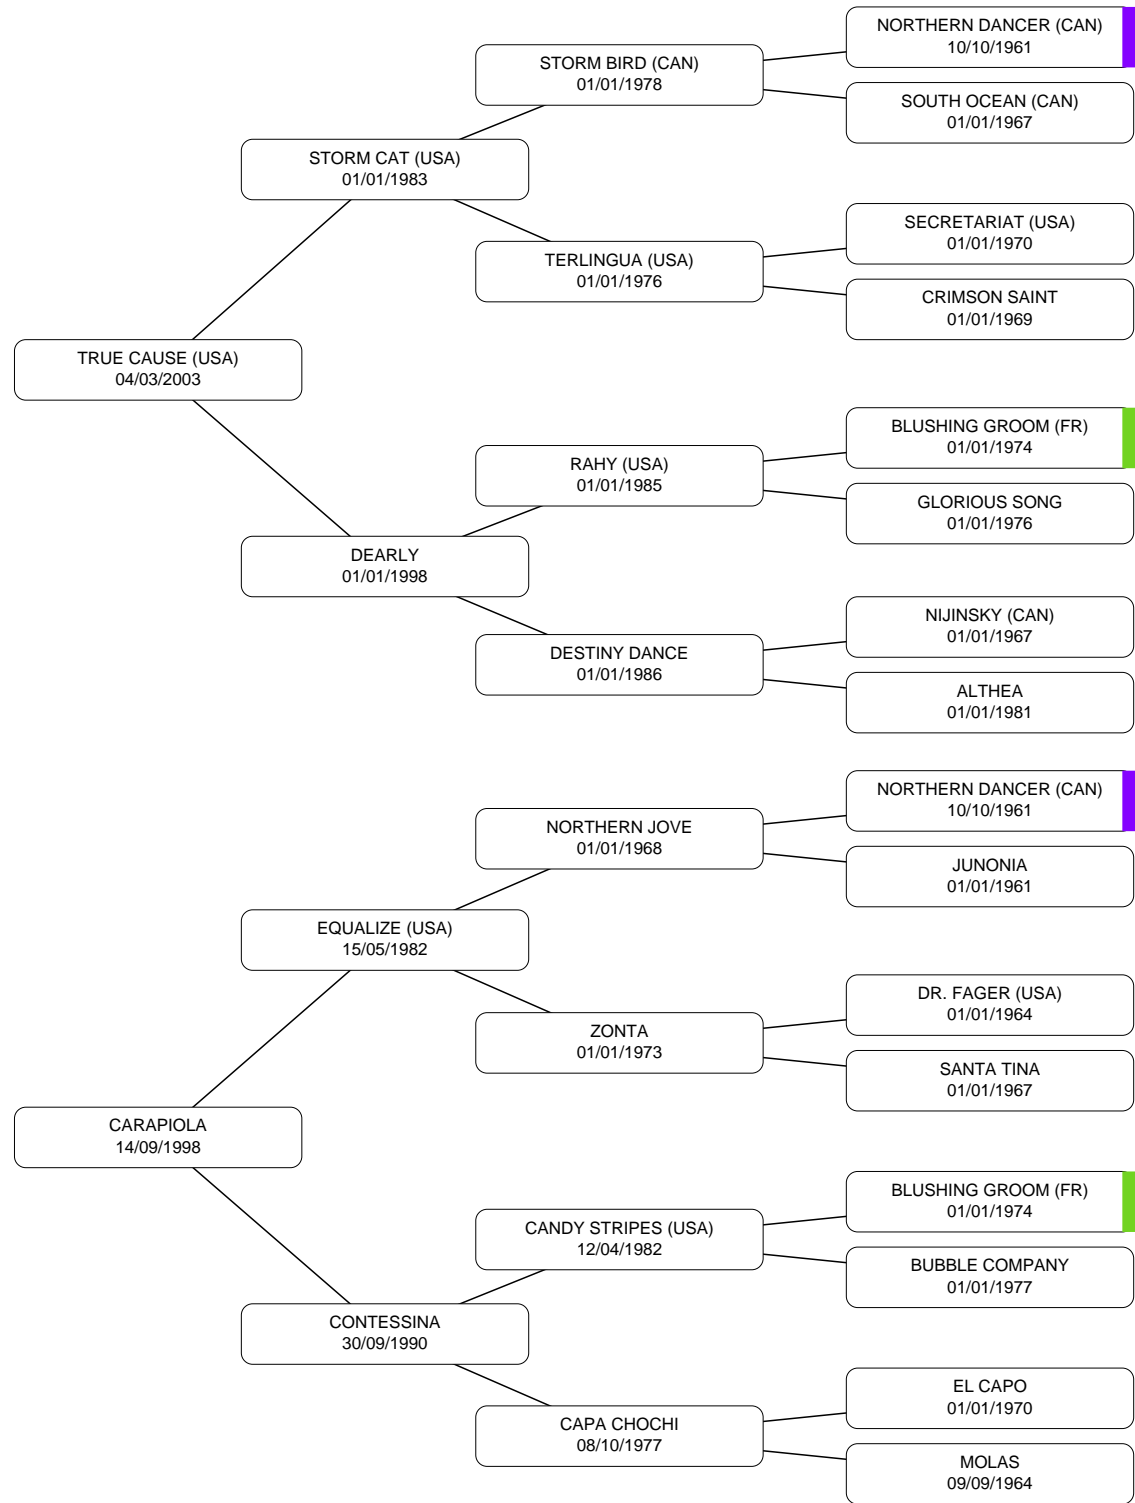 NORTHERN DANCER (CAN)
10/10/1961
STORM BIRD (CAN)
01/01/1978
SOUTH OCEAN (CAN)
01/01/1967
STORM CAT (USA)
01/01/1983
SECRETARIAT (USA)
01/01/1970
TERLINGUA (USA)
01/01/1976
CRIMSON SAINT
01/01/1969
TRUE CAUSE (USA)
04/03/2003
BLUSHING GROOM (FR)
01/01/1974
RAHY (USA)
01/01/1985
GLORIOUS SONG
01/01/1976
DEARLY
01/01/1998
NIJINSKY (CAN)
01/01/1967
DESTINY DANCE
01/01/1986
ALTHEA
01/01/1981
NORTHERN DANCER (CAN)
10/10/1961
NORTHERN JOVE
01/01/1968
JUNONIA
01/01/1961
EQUALIZE (USA)
15/05/1982
DR. FAGER (USA)
01/01/1964
ZONTA
01/01/1973
SANTA TINA
01/01/1967
CARAPIOLA
14/09/1998
BLUSHING GROOM (FR)
01/01/1974
CANDY STRIPES (USA)
12/04/1982
BUBBLE COMPANY
01/01/1977
CONTESSINA
30/09/1990
EL CAPO
01/01/1970
CAPA CHOCHI
08/10/1977
MOLAS
09/09/1964